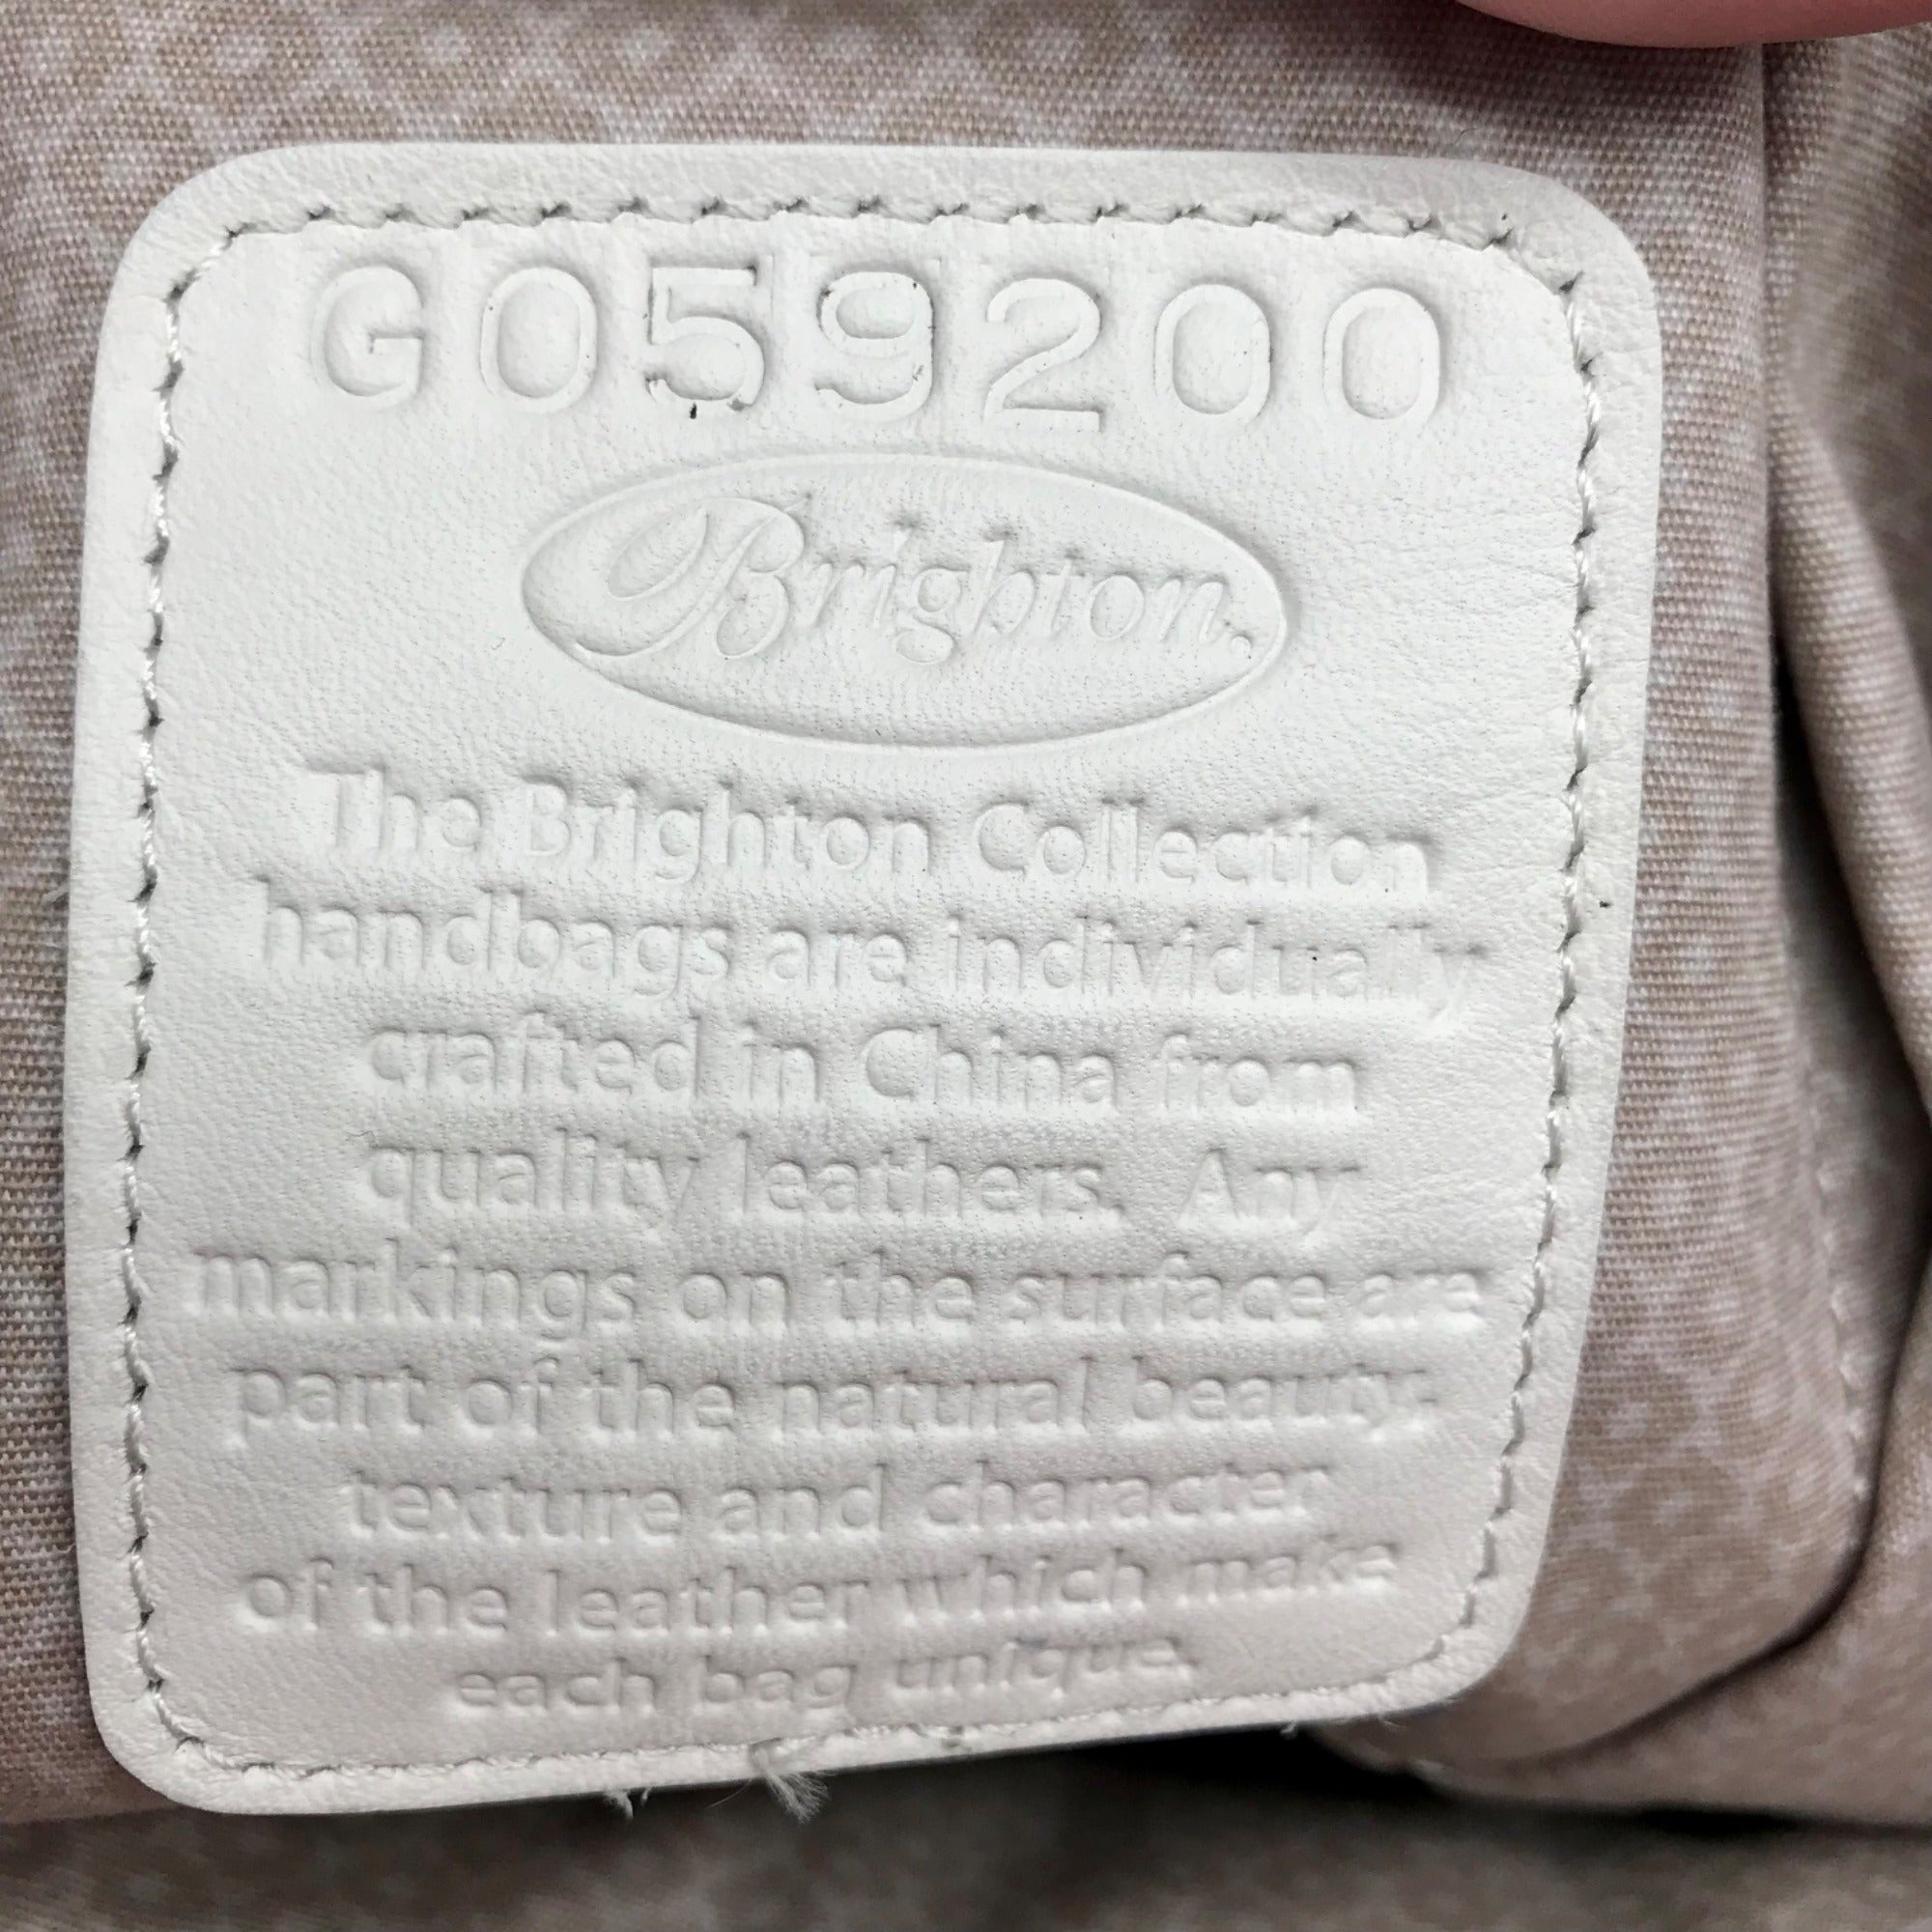 G059200
Brighton.
The Brighton Collection
handbags are individually
crafted in China from
quality leathers. Any
markings on the surface are
part of the natural beauty,
texture and character
of the leather which make
each bag unique.